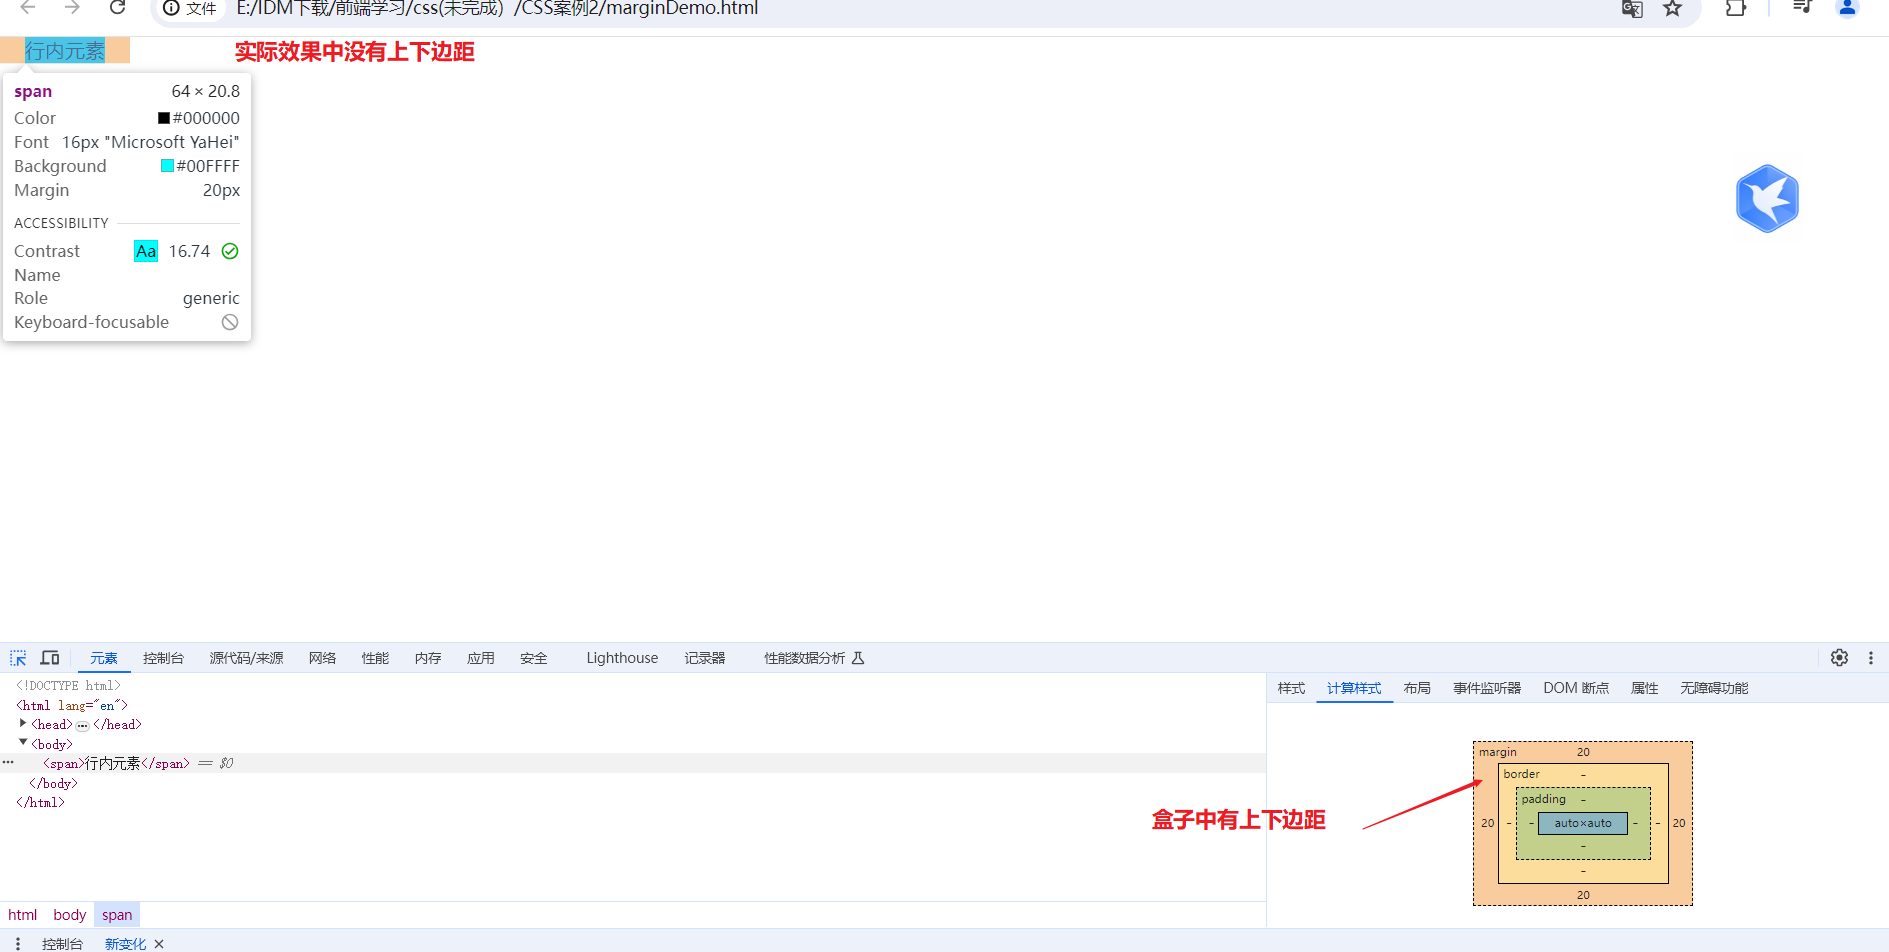 文件 E:/IDM下载/前端学习/css(未完成）/CSS案例2/marginDemo.html
行内元素 实际效果中没有上下边距
span 64 × 20.8
Color #000000
Font 16px "Microsoft YaHei"
Background #00FFFF
Margin 20px
ACCESSIBILITY
Contrast Aa 16.74
Name
Role generic
Keyboard-focusable
元素 控制台 源代码/来源 网络 性能 内存 应用 安全 Lighthouse 记录器 性能数据分析
<!DOCTYPE html>
<html lang="en">
<head> ⋯ </head>
<body>
<span>行内元素</span> == $0
</body>
</html>
样式 计算样式 布局 事件监听器 DOM 断点 属性 无障碍功能
margin 20
border -
padding -
20 - - auto×auto - - 20
-
-
20
盒子中有上下边距
html body span
控制台 新变化